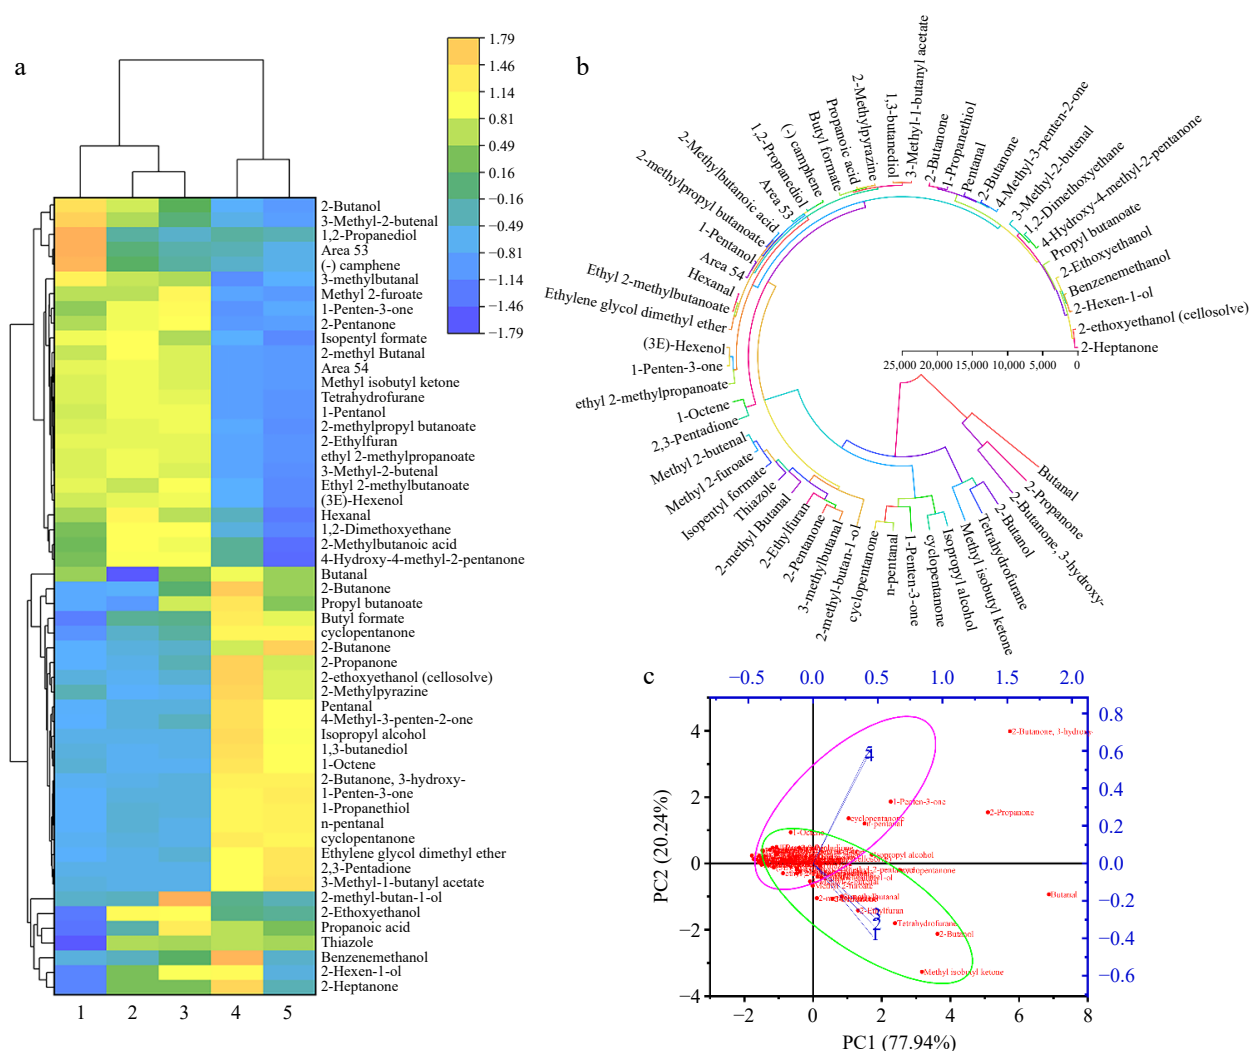 a
1.79
1.46
1.14
0.81
0.49
0.16
−0.16
−0.49
−0.81
−1.14
−1.46
−1.79
2-Butanol
3-Methyl-2-butenal
1,2-Propanediol
Area 53
(-) camphene
3-methylbutanal
Methyl 2-furoate
1-Penten-3-one
2-Pentanone
Isopentyl formate
2-methyl Butanal
Area 54
Methyl isobutyl ketone
Tetrahydrofurane
1-Pentanol
2-methylpropyl butanoate
2-Ethylfuran
ethyl 2-methylpropanoate
3-Methyl-2-butenal
Ethyl 2-methylbutanoate
(3E)-Hexenol
Hexanal
1,2-Dimethoxyethane
2-Methylbutanoic acid
4-Hydroxy-4-methyl-2-pentanone
Butanal
2-Butanone
Propyl butanoate
Butyl formate
cyclopentanone
2-Butanone
2-Propanone
2-ethoxyethanol (cellosolve)
2-Methylpyrazine
Pentanal
4-Methyl-3-penten-2-one
Isopropyl alcohol
1,3-butanediol
1-Octene
2-Butanone, 3-hydroxy-
1-Penten-3-one
1-Propanethiol
n-pentanal
cyclopentanone
Ethylene glycol dimethyl ether
2,3-Pentadione
3-Methyl-1-butanyl acetate
2-methyl-butan-1-ol
2-Ethoxyethanol
Propanoic acid
Thiazole
Benzenemethanol
2-Hexen-1-ol
2-Heptanone
1 2 3 4 5
b
2-Heptanone
2-ethoxyethanol (cellosolve)
2-Hexen-1-ol
Benzenemethanol
2-Ethoxyethanol
Propyl butanoate
4-Hydroxy-4-methyl-2-pentanone
1,2-Dimethoxyethane
3-Methyl-2-butenal
4-Methyl-3-penten-2-one
2-Butanone
Pentanal
1-Propanethiol
2-Butanone
3-Methyl-1-butanyl acetate
1,3-butanediol
2-Methylpyrazine
Propanoic acid
Butyl formate
(-) camphene
1,2-Propanediol
Area 53
2-Methylbutanoic acid
2-methylpropyl butanoate
1-Pentanol
Area 54
Hexanal
Ethyl 2-methylbutanoate
Ethylene glycol dimethyl ether
(3E)-Hexenol
1-Penten-3-one
ethyl 2-methylpropanoate
1-Octene
2,3-Pentadione
Methyl 2-butenal
Methyl 2-furoate
Isopentyl formate
Thiazole
2-methyl Butanal
2-Ethylfuran
2-Pentanone
3-methylbutanal
2-methyl-butan-1-ol
cyclopentanone
n-pentanal
1-Penten-3-one
cyclopentanone
Isopropyl alcohol
Methyl isobutyl ketone
Tetrahydrofurane
2-Butanol
2-Butanone, 3-hydroxy-
2-Propanone
Butanal
25,000 20,000 15,000 10,000 5,000 0
c
−0.5 0.0 0.5 1.0 1.5 2.0
0.8
0.6
0.4
0.2
0.0
−0.2
−0.4
−0.6
4
2
0
−2
−4
PC2 (20.24%)
2-Butanone, 3-hydroxy-
1-Penten-3-one
2-Propanone
cyclopentanone
n-pentanal
1-Octene
Isopropyl alcohol
cyclopentanone
Butanal
2-Ethylfuran
Tetrahydrofurane
2-Butanol
Methyl isobutyl ketone
5
4
3
2
1
−2 0 2 4 6 8
PC1 (77.94%)